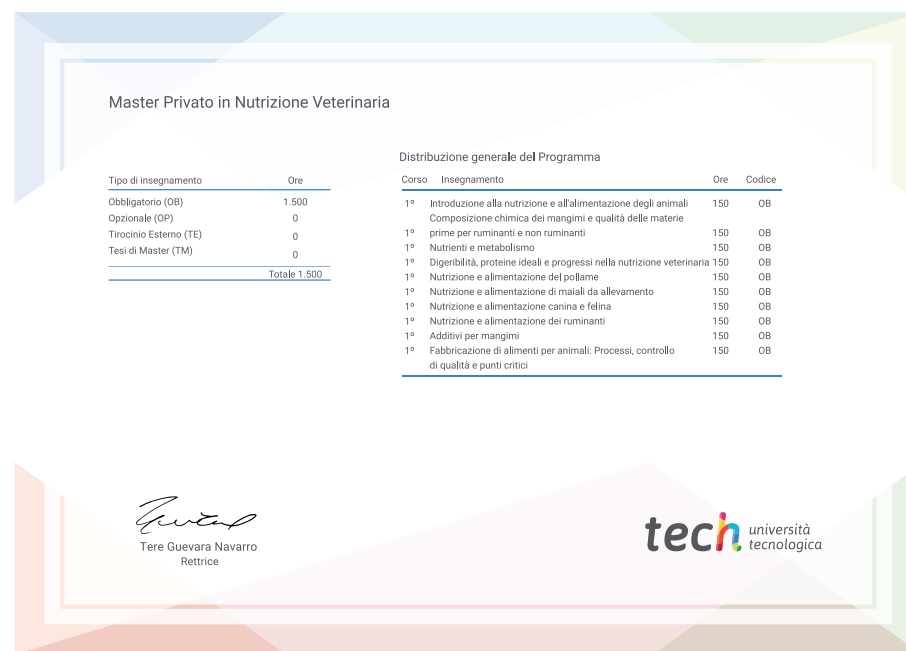 Master Privato in Nutrizione Veterinaria
Tipo di insegnamento Ore
Obbligatorio (OB) 1.500
Opzionale (OP) 0
Tirocinio Esterno (TE) 0
Tesi di Master (TM) 0
Totale 1.500
Distribuzione generale del Programma
Corso Insegnamento Ore Codice
1º Introduzione alla nutrizione e all'alimentazione degli animali 150 OB
Composizione chimica dei mangimi e qualità delle materie
1º prime per ruminanti e non ruminanti 150 OB
1º Nutrienti e metabolismo 150 OB
1º Digeribilità, proteine ideali e progressi nella nutrizione veterinaria 150 OB
1º Nutrizione e alimentazione del pollame 150 OB
1º Nutrizione e alimentazione di maiali da allevamento 150 OB
1º Nutrizione e alimentazione canina e felina 150 OB
1º Nutrizione e alimentazione dei ruminanti 150 OB
1º Additivi per mangimi 150 OB
1º Fabbricazione di alimenti per animali: Processi, controllo 150 OB
di qualità e punti critici
Tere Guevara Navarro
Rettrice
tech università
tecnologica